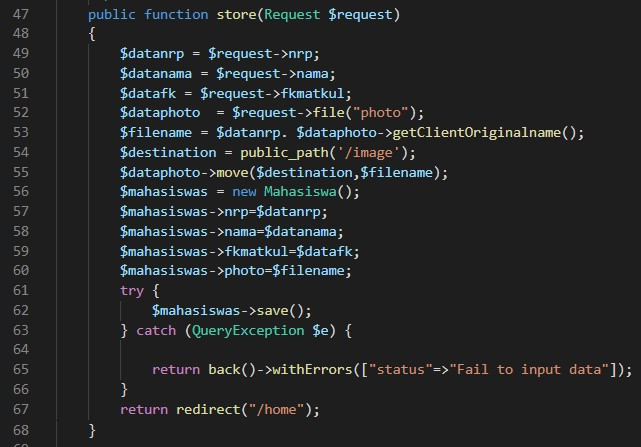 47 public function store(Request $request)
48 {
49 $datanrp = $request->nrp;
50 $datanama = $request->nama;
51 $datafk = $request->fkmatkul;
52 $dataphoto  = $request->file("photo");
53 $filename = $datanrp. $dataphoto->getClientOriginalname();
54 $destination = public_path('/image');
55 $dataphoto->move($destination,$filename);
56 $mahasiswas = new Mahasiswa();
57 $mahasiswas->nrp=$datanrp;
58 $mahasiswas->nama=$datanama;
59 $mahasiswas->fkmatkul=$datafk;
60 $mahasiswas->photo=$filename;
61 try {
62 $mahasiswas->save();
63 } catch (QueryException $e) {
64
65 return back()->withErrors(["status"=>"Fail to input data"]);
66 }
67 return redirect("/home");
68 }